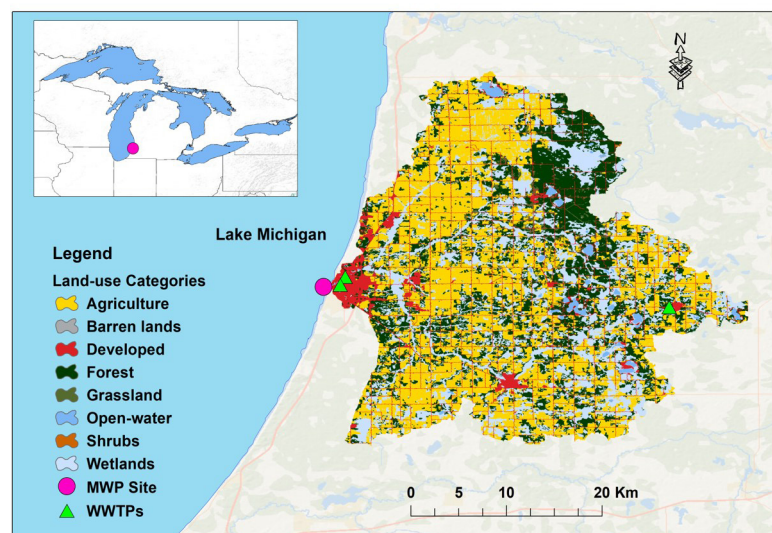 N
Lake Michigan
Legend
Land-use Categories
Agriculture
Barren lands
Developed
Forest
Grassland
Open-water
Shrubs
Wetlands
MWP Site
WWTPs
0 5 10 20 Km